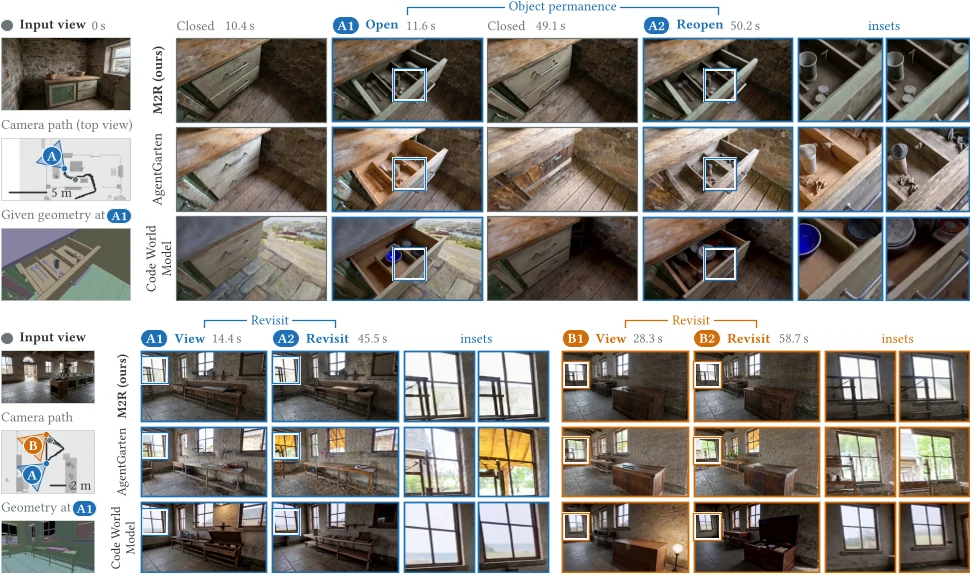 Object permanence
Input view 0 s
Closed 10.4 s
A1 Open 11.6 s
Closed 49.1 s
A2 Reopen 50.2 s
insets
M2R (ours)
Camera path (top view)
A
5 m
AgentGarten
Given geometry at A1
Code World
Model
Revisit
Revisit
Input view
A1 View 14.4 s
A2 Revisit 45.5 s
insets
B1 View 28.3 s
B2 Revisit 58.7 s
insets
M2R (ours)
Camera path
B
A
2 m
AgentGarten
Geometry at A1
Code World
Model